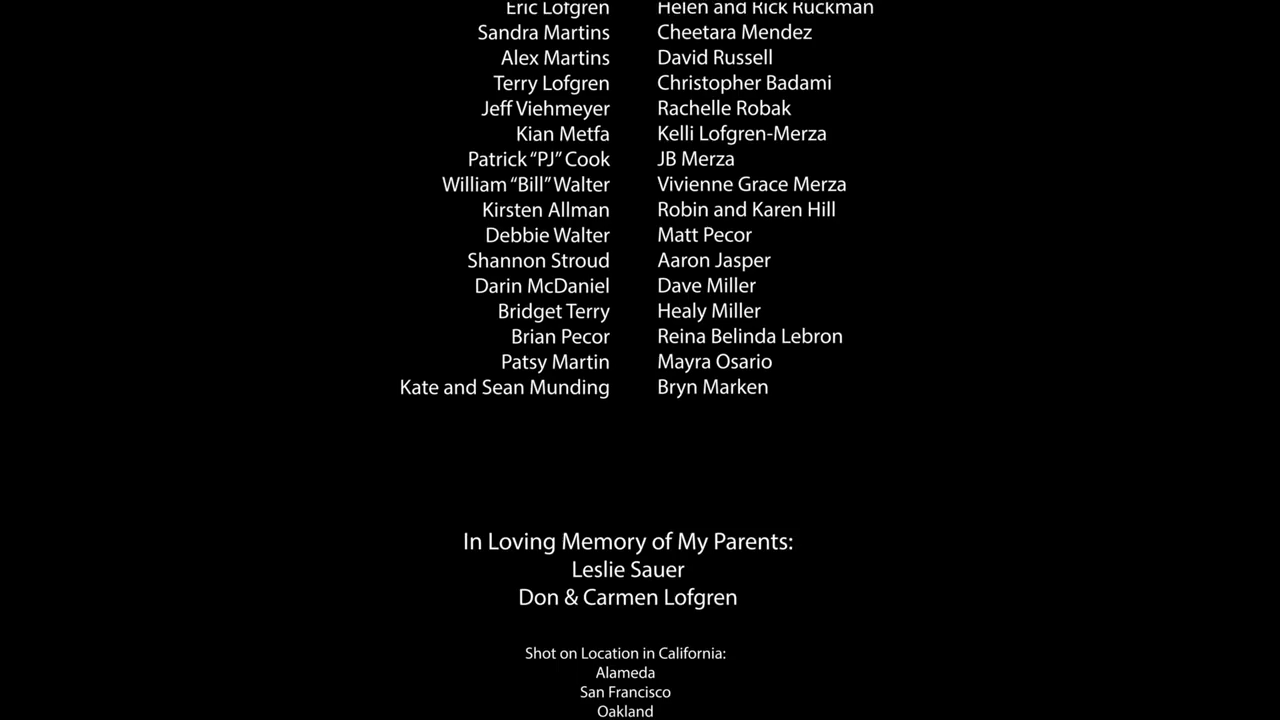 Eric Lofgren Helen and Rick Ruckman
Sandra Martins Cheetara Mendez
Alex Martins David Russell
Terry Lofgren Christopher Badami
Jeff Viehmeyer Rachelle Robak
Kian Metfa Kelli Lofgren-Merza
Patrick “PJ” Cook JB Merza
William “Bill” Walter Vivienne Grace Merza
Kirsten Allman Robin and Karen Hill
Debbie Walter Matt Pecor
Shannon Stroud Aaron Jasper
Darin McDaniel Dave Miller
Bridget Terry Healy Miller
Brian Pecor Reina Belinda Lebron
Patsy Martin Mayra Osario
Kate and Sean Munding Bryn Marken
In Loving Memory of My Parents:
Leslie Sauer
Don & Carmen Lofgren
Shot on Location in California:
Alameda
San Francisco
Oakland